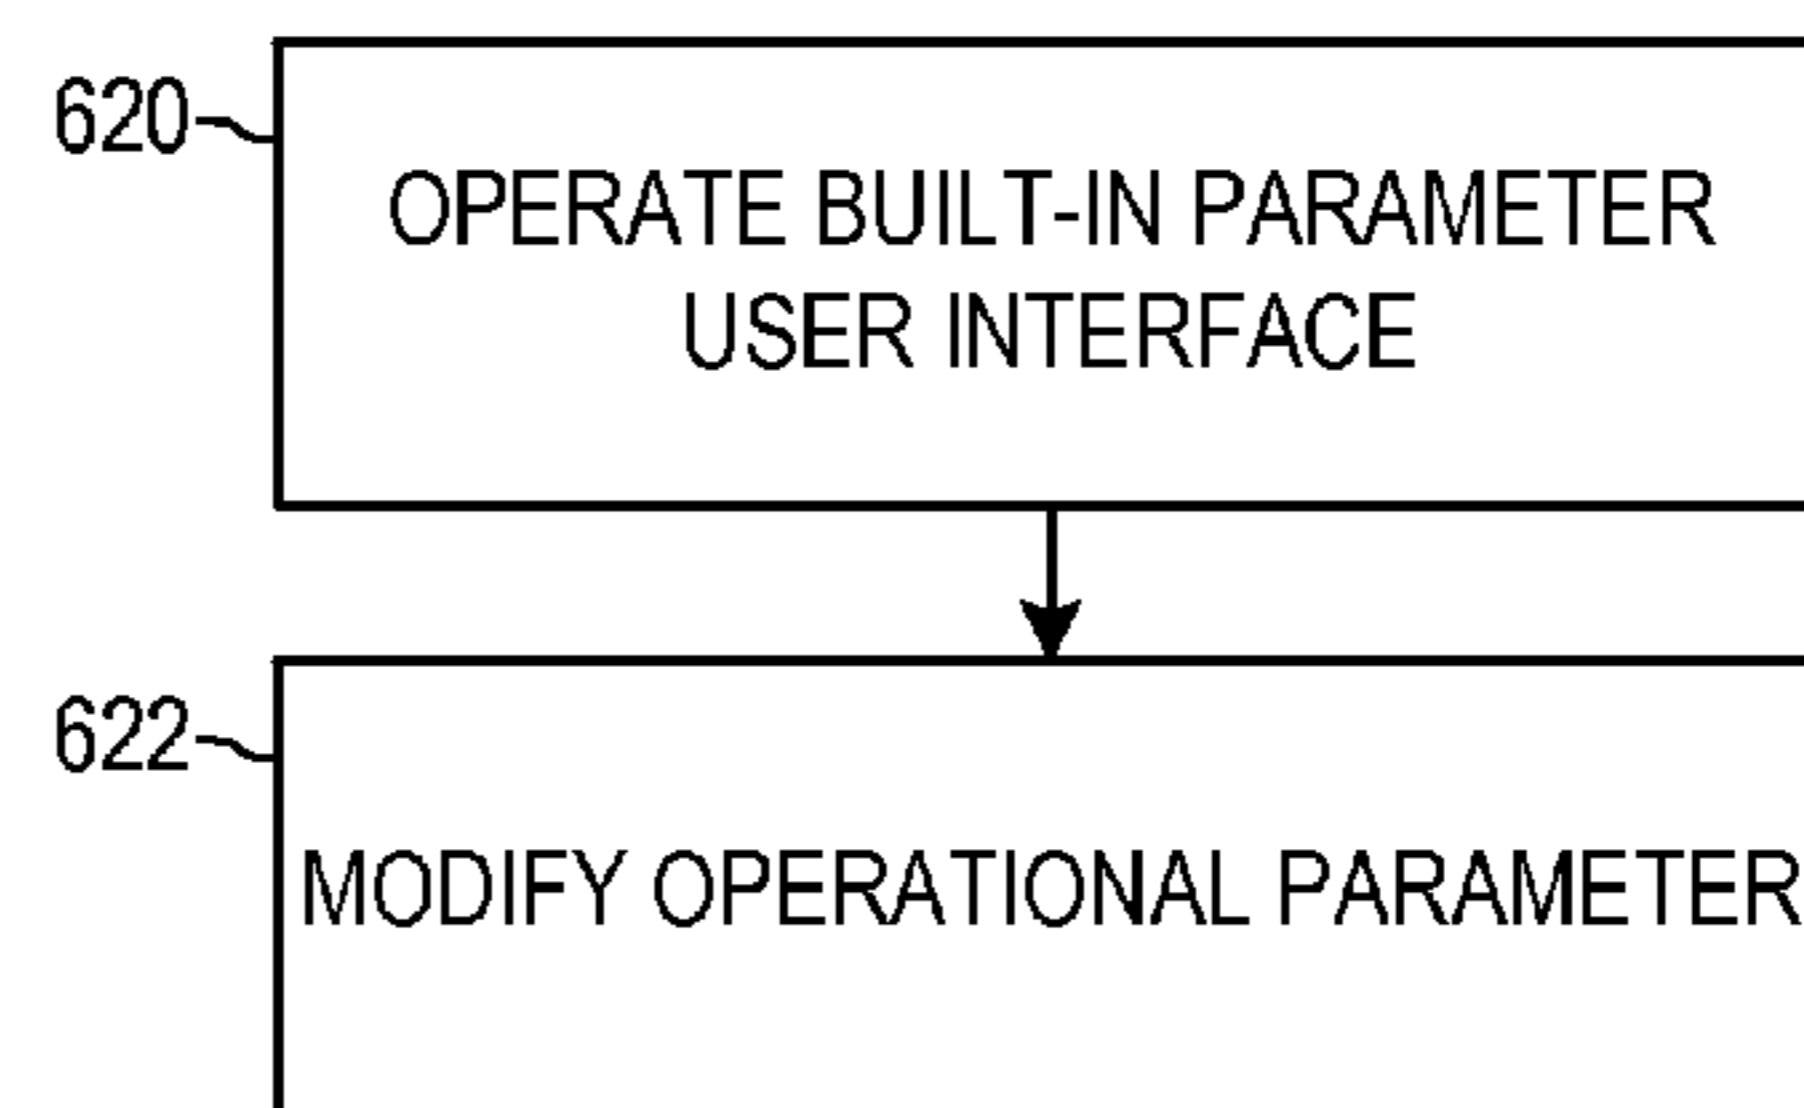 620
OPERATE BUILT-IN PARAMETER
USER INTERFACE
622
MODIFY OPERATIONAL PARAMETER